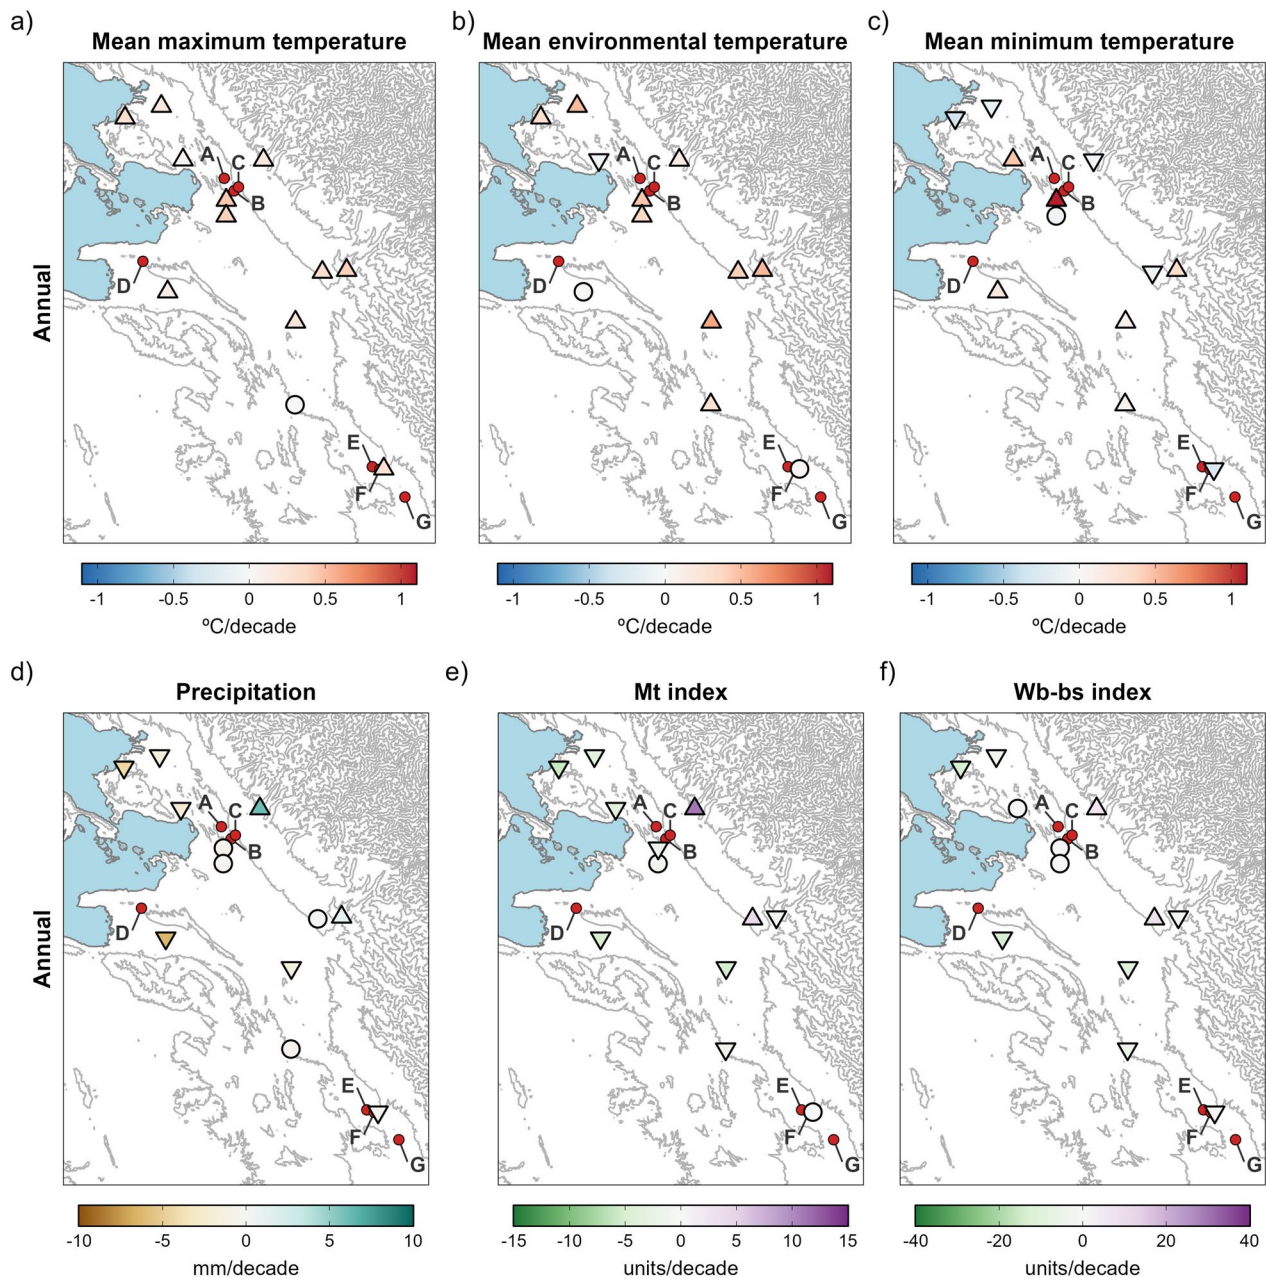 a)
Mean maximum temperature
b)
Mean environmental temperature
c)
Mean minimum temperature
Annual
A
C
B
D
E
F
G
A
C
B
D
E
F
G
A
C
B
D
E
F
G
-1 -0.5 0 0.5 1
ºC/decade
-1 -0.5 0 0.5 1
ºC/decade
-1 -0.5 0 0.5 1
ºC/decade
d)
Precipitation
e)
Mt index
f)
Wb-bs index
Annual
A
C
B
D
E
F
G
A
C
B
D
E
F
G
A
C
B
D
E
F
G
-10 -5 0 5 10
mm/decade
-15 -10 -5 0 5 10 15
units/decade
-40 -20 0 20 40
units/decade